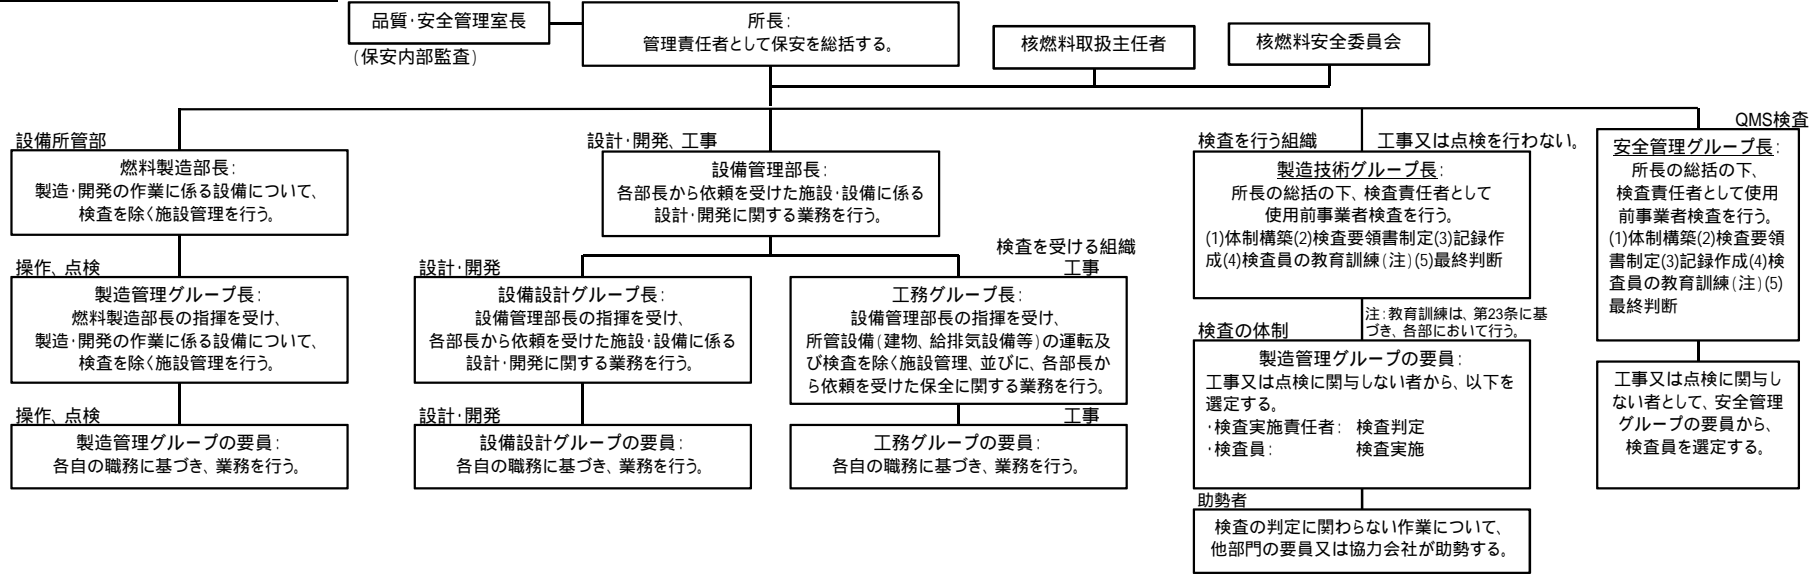 品質･安全管理室長
(保安内部監査)
所長:
管理責任者として保安を総括する。
核燃料取扱主任者
核燃料安全委員会
設備所管部
燃料製造部長:
製造･開発の作業に係る設備について、
検査を除く施設管理を行う。
操作、点検
製造管理グループ長:
燃料製造部長の指揮を受け、
製造･開発の作業に係る設備について、
検査を除く施設管理を行う。
操作、点検
製造管理グループの要員:
各自の職務に基づき、業務を行う。
設計･開発、工事
設備管理部長:
各部長から依頼を受けた施設･設備に係る
設計･開発に関する業務を行う。
検査を受ける組織
設計･開発
設備設計グループ長:
設備管理部長の指揮を受け、
各部長から依頼を受けた施設･設備に係る
設計･開発に関する業務を行う。
設計･開発
設備設計グループの要員:
各自の職務に基づき、業務を行う。
工事
工務グループ長:
設備管理部長の指揮を受け、
所管設備(建物、給排気設備等)の運転及
び検査を除く施設管理、並びに、各部長か
ら依頼を受けた保全に関する業務を行う。
工事
工務グループの要員:
各自の職務に基づき、業務を行う。
検査を行う組織
工事又は点検を行わない。
製造技術グループ長:
所長の総括の下、検査責任者として
使用前事業者検査を行う。
(1)体制構築(2)検査要領書制定(3)記録作
成(4)検査員の教育訓練(注)(5)最終判断
注:教育訓練は、第23条に基
づき、各部において行う。
検査の体制
製造管理グループの要員:
工事又は点検に関与しない者から、以下を
選定する。
･検査実施責任者: 検査判定
･検査員: 検査実施
助勢者
検査の判定に関わらない作業について、
他部門の要員又は協力会社が助勢する。
QMS検査
安全管理グループ長:
所長の総括の下、
検査責任者として使用
前事業者検査を行う。
(1)体制構築(2)検査要領
書制定(3)記録作成(4)検
査員の教育訓練(注)(5)
最終判断
工事又は点検に関与し
ない者として、安全管理
グループの要員から、
検査員を選定する。